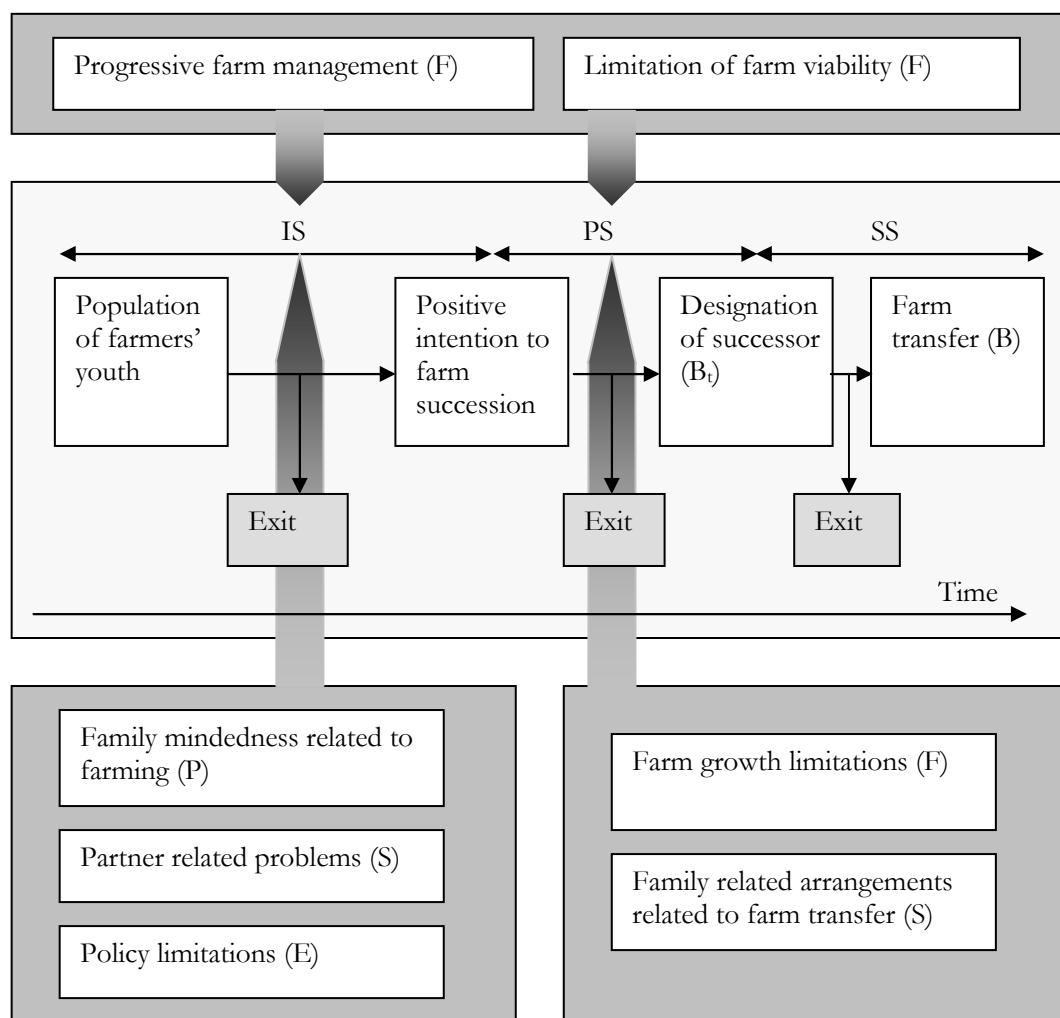 Progressive farm management (F)
Limitation of farm viability (F)
IS
PS
SS
Population
of farmers’
youth
Positive
intention to
farm
succession
Designation
of successor
(Bt)
Farm
transfer (B)
Exit
Exit
Exit
Time
Family mindedness related to
farming (P)
Partner related problems (S)
Policy limitations (E)
Farm growth limitations (F)
Family related arrangements
related to farm transfer (S)